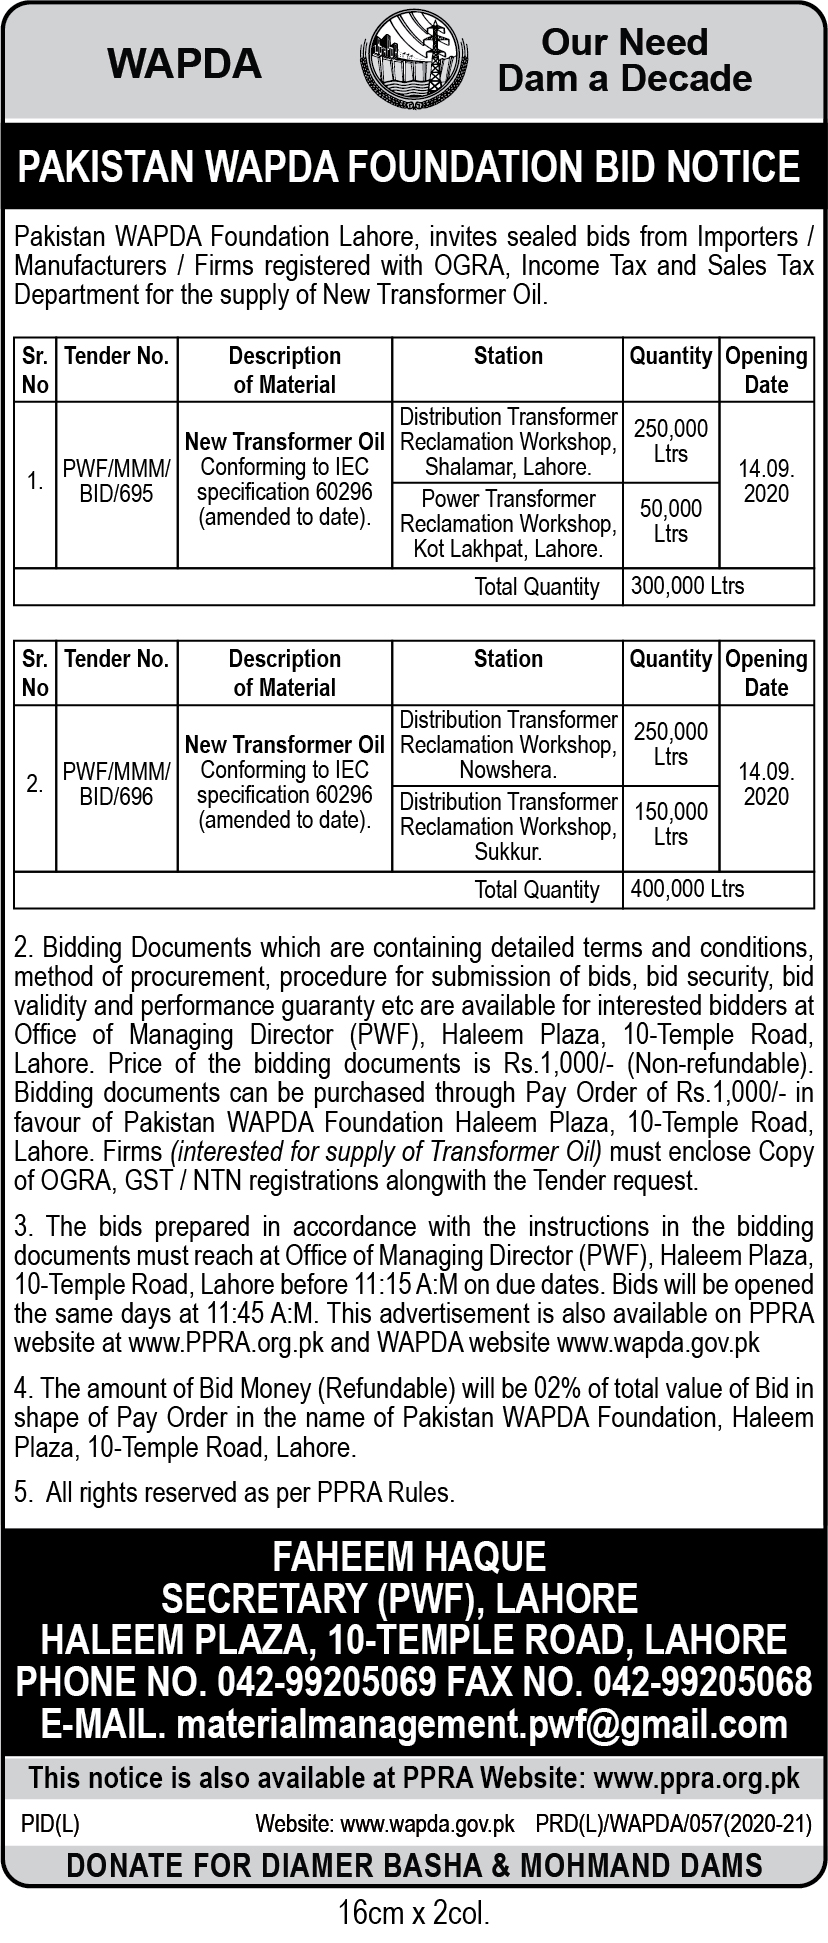 WAPDA
Our Need
Dam a Decade
PAKISTAN WAPDA FOUNDATION BID NOTICE
Pakistan WAPDA Foundation Lahore, invites sealed bids from Importers /
Manufacturers / Firms registered with OGRA, Income Tax and Sales Tax
Department for the supply of New Transformer Oil.
Sr. No | Tender No. | Description of Material | Station | Quantity | Opening Date
1. | PWF/MMM/ BID/695 | New Transformer Oil Conforming to IEC specification 60296 (amended to date). | Distribution Transformer Reclamation Workshop, Shalamar, Lahore. | 250,000 Ltrs | 14.09. 2020
Power Transformer Reclamation Workshop, Kot Lakhpat, Lahore. | 50,000 Ltrs
Total Quantity | 300,000 Ltrs
Sr. No | Tender No. | Description of Material | Station | Quantity | Opening Date
2. | PWF/MMM/ BID/696 | New Transformer Oil Conforming to IEC specification 60296 (amended to date). | Distribution Transformer Reclamation Workshop, Nowshera. | 250,000 Ltrs | 14.09. 2020
Distribution Transformer Reclamation Workshop, Sukkur. | 150,000 Ltrs
Total Quantity | 400,000 Ltrs
2. Bidding Documents which are containing detailed terms and conditions,
method of procurement, procedure for submission of bids, bid security, bid
validity and performance guaranty etc are available for interested bidders at
Office of Managing Director (PWF), Haleem Plaza, 10-Temple Road,
Lahore. Price of the bidding documents is Rs.1,000/- (Non-refundable).
Bidding documents can be purchased through Pay Order of Rs.1,000/- in
favour of Pakistan WAPDA Foundation Haleem Plaza, 10-Temple Road,
Lahore. Firms (interested for supply of Transformer Oil) must enclose Copy
of OGRA, GST / NTN registrations alongwith the Tender request.
3. The bids prepared in accordance with the instructions in the bidding
documents must reach at Office of Managing Director (PWF), Haleem Plaza,
10-Temple Road, Lahore before 11:15 A:M on due dates. Bids will be opened
the same days at 11:45 A:M. This advertisement is also available on PPRA
website at www.PPRA.org.pk and WAPDA website www.wapda.gov.pk
4. The amount of Bid Money (Refundable) will be 02% of total value of Bid in
shape of Pay Order in the name of Pakistan WAPDA Foundation, Haleem
Plaza, 10-Temple Road, Lahore.
5. All rights reserved as per PPRA Rules.
FAHEEM HAQUE
SECRETARY (PWF), LAHORE
HALEEM PLAZA, 10-TEMPLE ROAD, LAHORE
PHONE NO. 042-99205069 FAX NO. 042-99205068
E-MAIL. materialmanagement.pwf@gmail.com
This notice is also available at PPRA Website: www.ppra.org.pk
PID(L) Website: www.wapda.gov.pk PRD(L)/WAPDA/057(2020-21)
DONATE FOR DIAMER BASHA & MOHMAND DAMS
16cm x 2col.